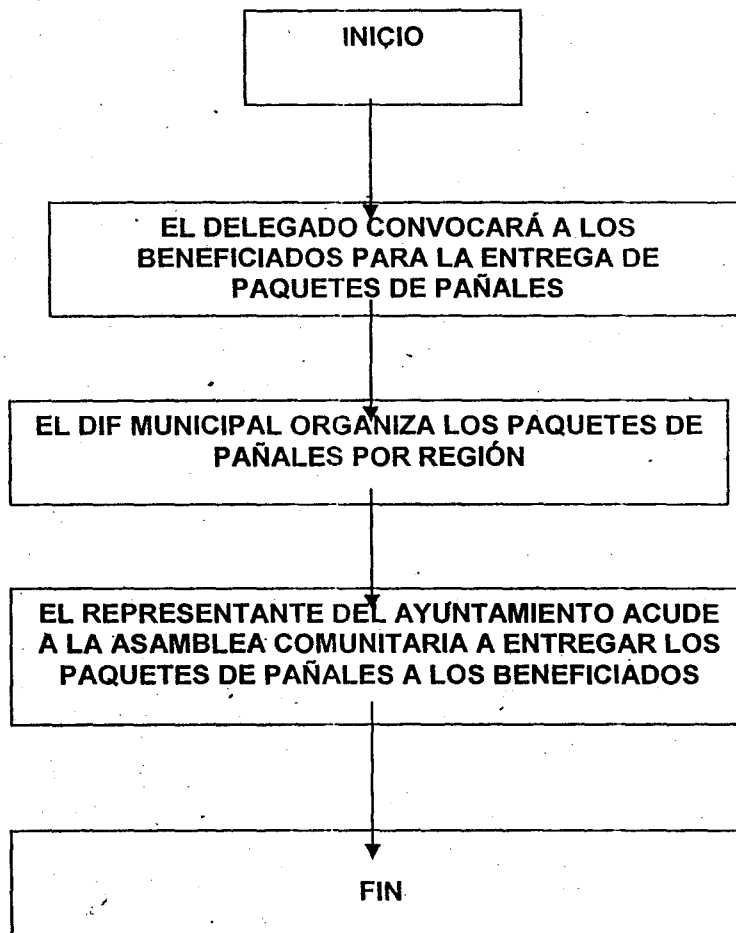 INICIO
EL DELEGADO CONVOCARÁ A LOS
BENEFICIADOS PARA LA ENTREGA DE
PAQUETES DE PAÑALES
EL DIF MUNICIPAL ORGANIZA LOS PAQUETES DE
PAÑALES POR REGIÓN
EL REPRESENTANTE DEL AYUNTAMIENTO ACUDE
A LA ASAMBLEA COMUNITARIA A ENTREGAR LOS
PAQUETES DE PAÑALES A LOS BENEFICIADOS
FIN